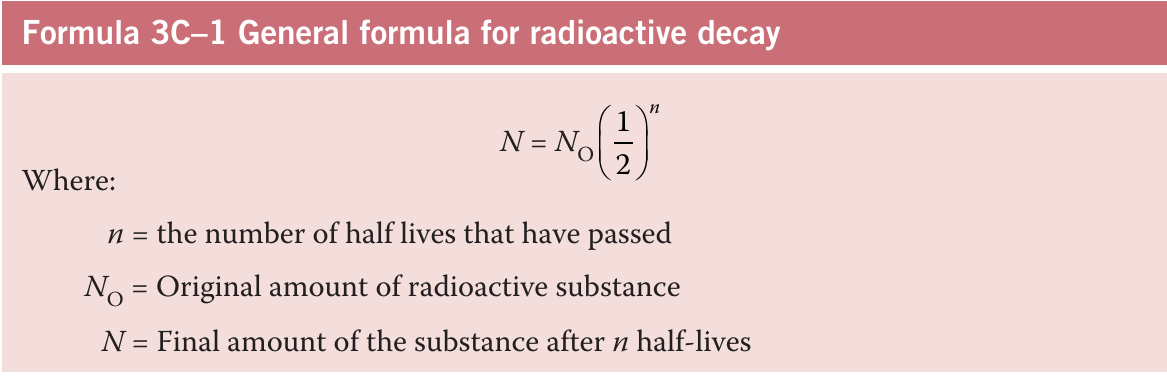 Formula 3C–1 General formula for radioactive decay
N = N_O(1/2)^n
Where:
n = the number of half lives that have passed
N_O = Original amount of radioactive substance
N = Final amount of the substance after n half-lives